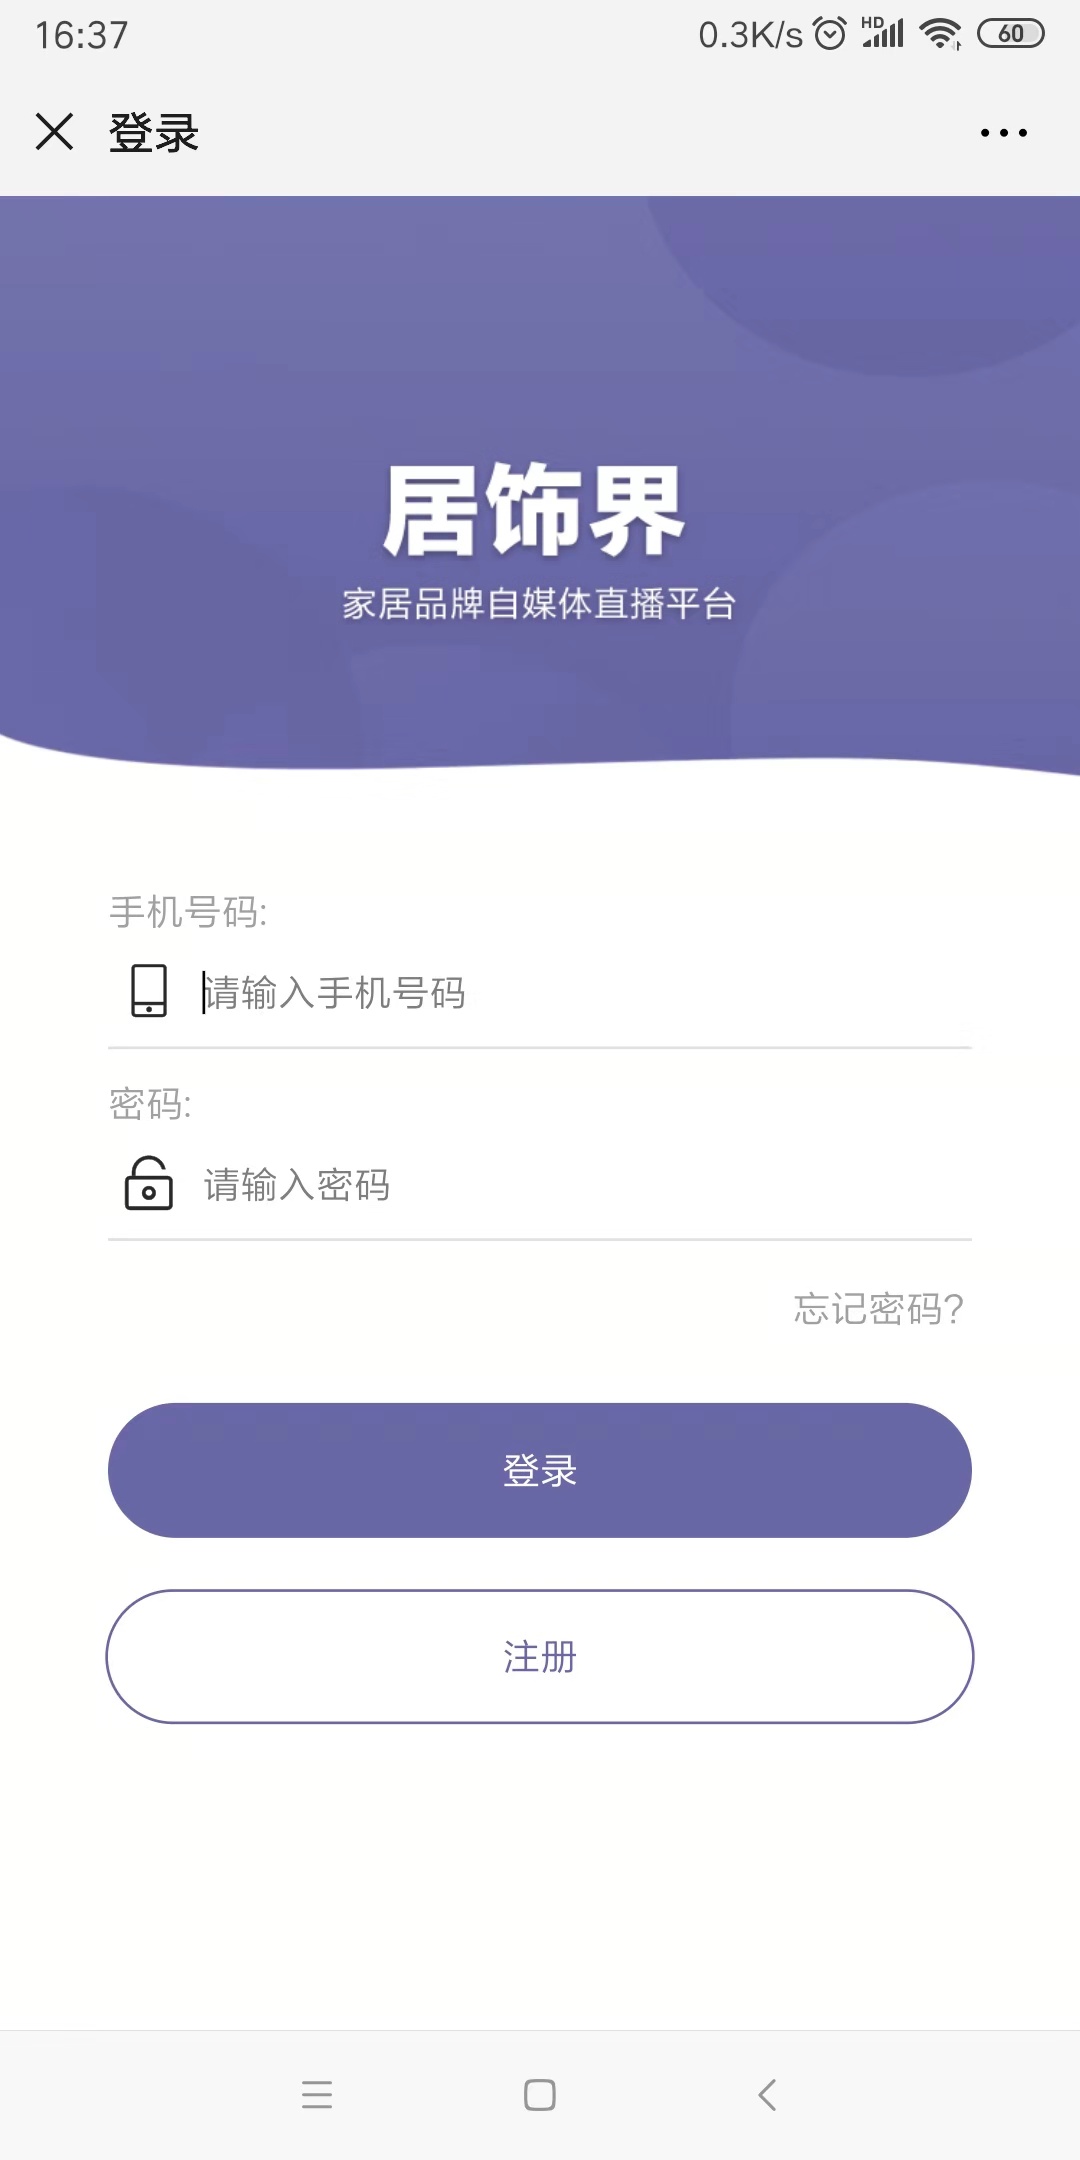 16:37
0.3K/s HD 60
登录
居饰界
家居品牌自媒体直播平台
手机号码:
请输入手机号码
密码:
请输入密码
忘记密码?
登录
注册